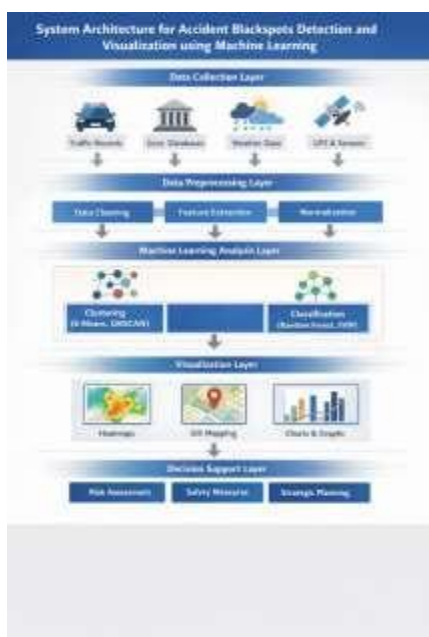 System Architecture for Accident Blackspots Detection and
Visualization using Machine Learning
Data Collection Layer
Traffic Records
Databases
Weather Data
GPS & Sensors
Data Preprocessing Layer
Data Cleaning
Feature Extraction
Normalization
Machine Learning Analysis Layer
Clustering
(K-Means, DBSCAN)
Classification
(Random Forest, SVM)
Visualization Layer
Heatmaps
GIS Mapping
Charts & Graphs
Decision Support Layer
Risk Assessment
Safety Measures
Strategic Planning